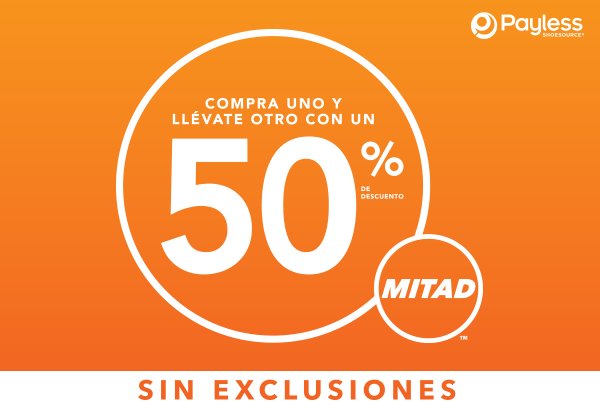 Payless
SHOESOURCE®
COMPRA UNO Y
LLÉVATE OTRO CON UN
50%
DE
DESCUENTO
MITAD
TM
SIN EXCLUSIONES